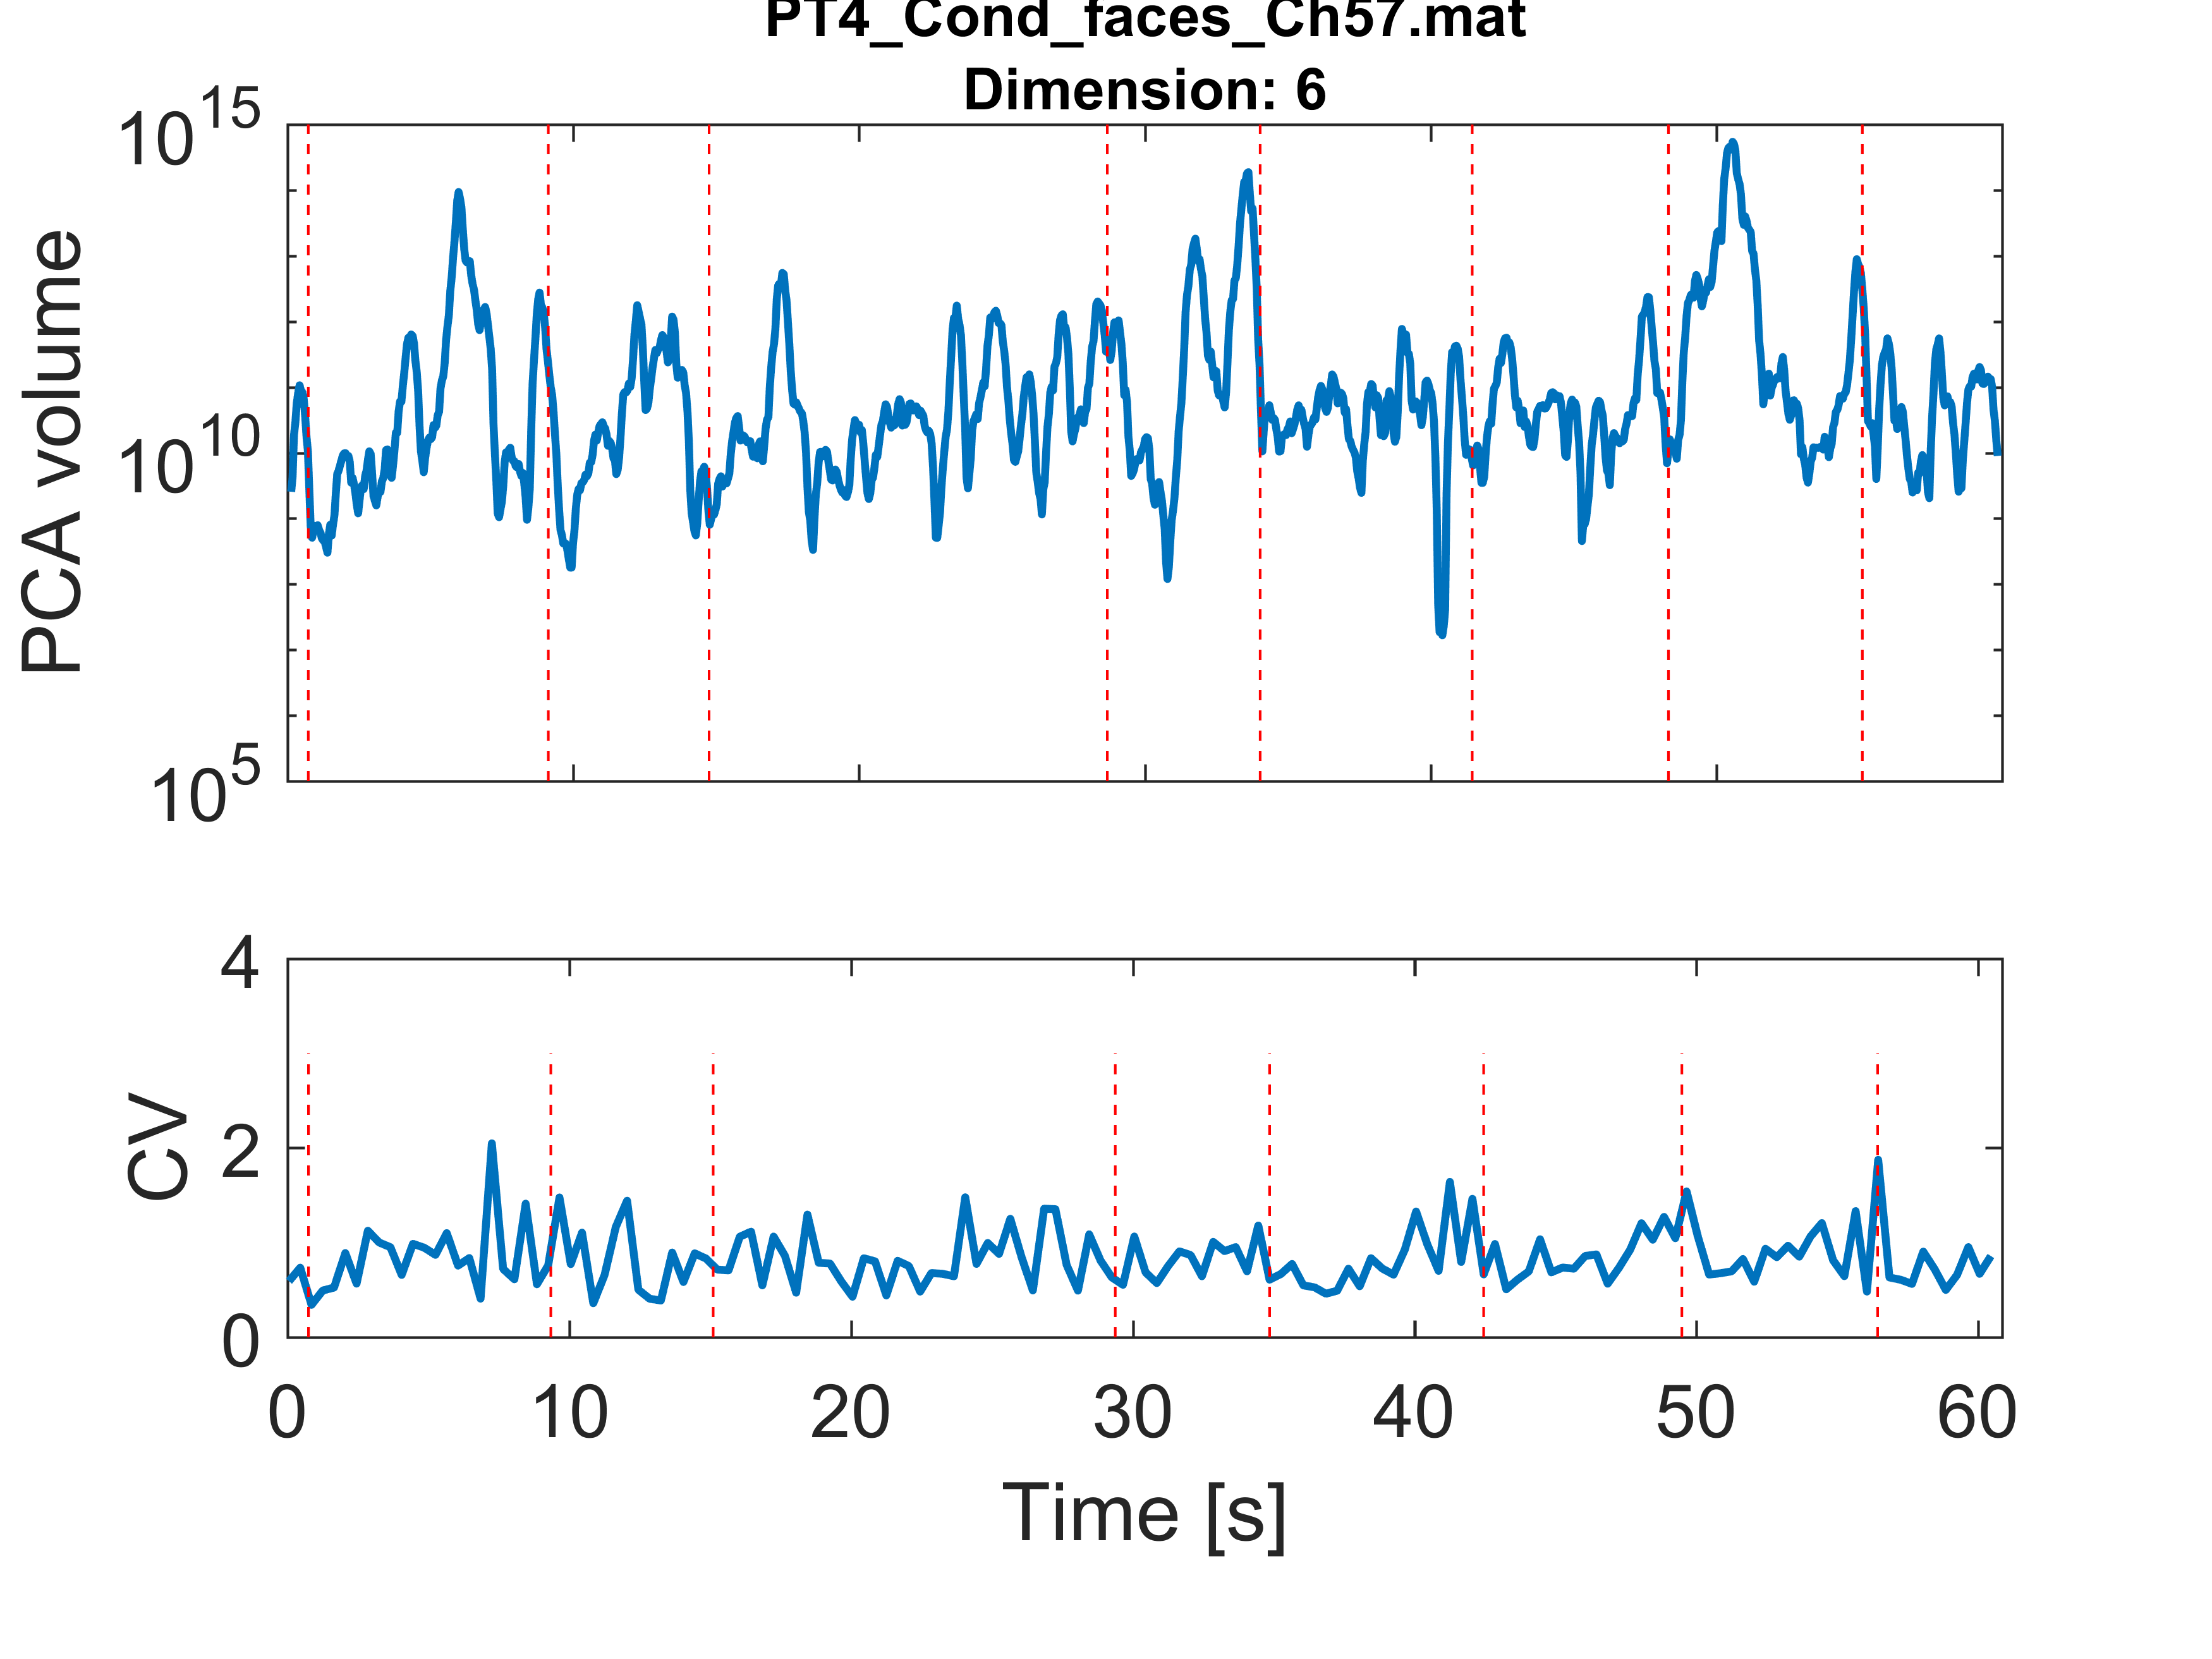 PT4_Cond_faces_Ch57.mat
Dimension: 6
10^15
10^10
10^5
PCA volume
4
2
0
CV
0 10 20 30 40 50 60
Time [s]